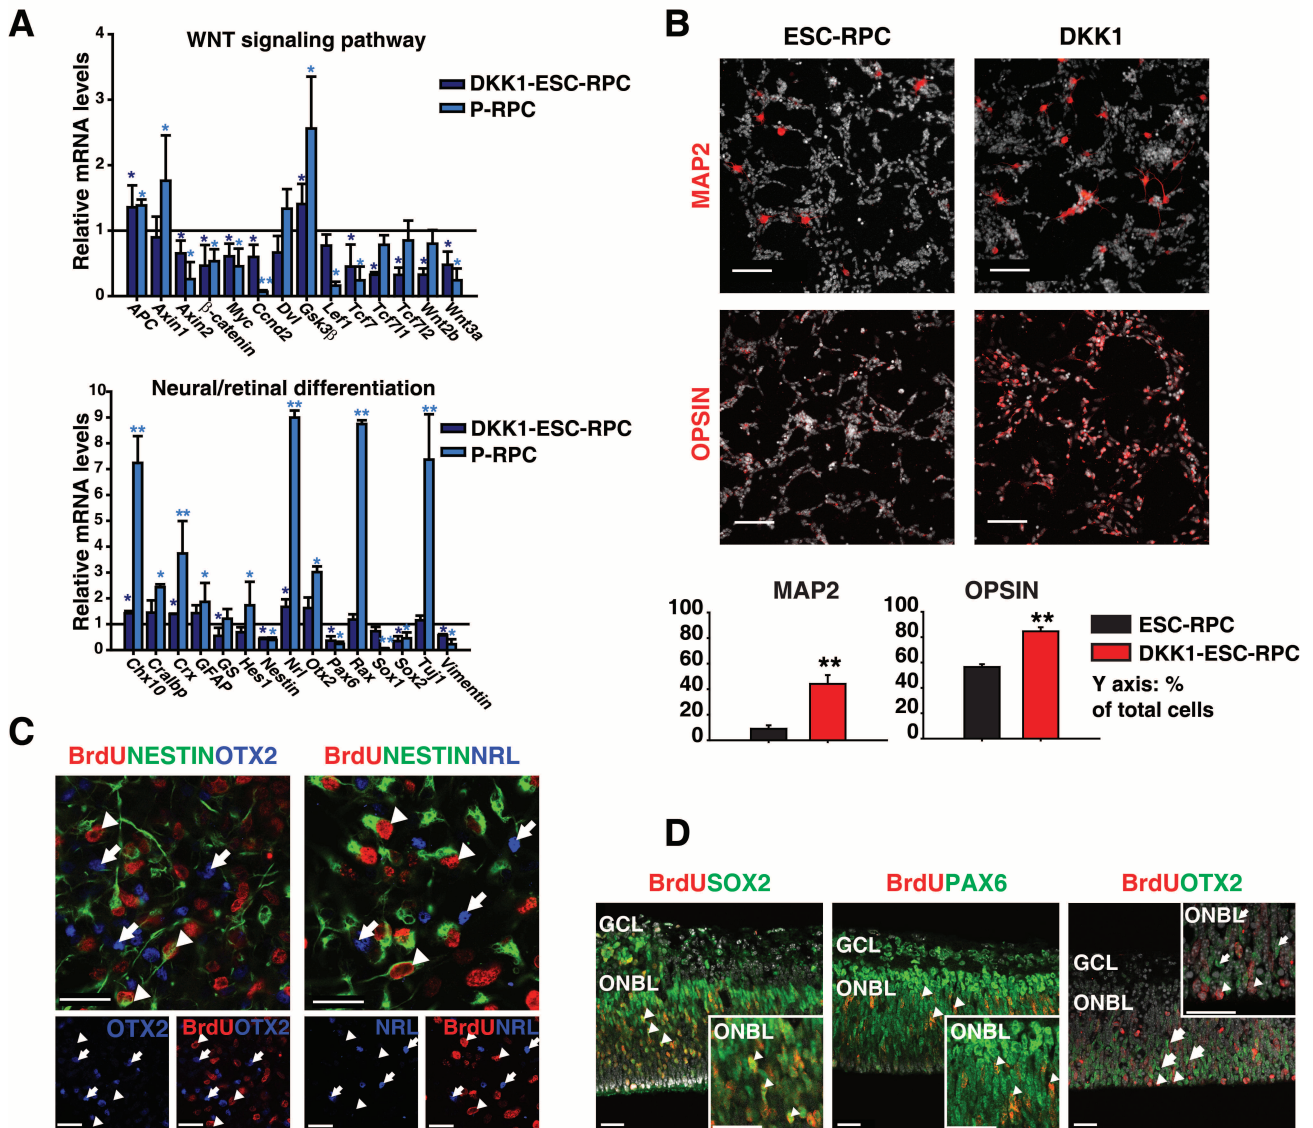 A
WNT signaling pathway
Relative mRNA levels
4
3
2
1
0
DKK1-ESC-RPC
P-RPC
* * * * * * * * * * ** * * * * * * * * * *
APC Axin1 Axin2 β-catenin Myc Ccnd2 Dvl Gsk3β Lef1 Tcf7 Tcf7l1 Tcf7l2 Wnt2b Wnt3a
Neural/retinal differentiation
Relative mRNA levels
10
9
8
7
6
5
4
3
2
1
0
DKK1-ESC-RPC
P-RPC
Chx10 Cralbp Crx GFAP GS Hes1 Nestin Nrl Otx2 Pax6 Rax Sox1 Sox2 Tuj1 Vimentin
B
ESC-RPC DKK1
MAP2
OPSIN
MAP2
100
80
60
40
20
0
**
OPSIN
100
80
60
40
20
0
**
ESC-RPC
DKK1-ESC-RPC
Y axis: %
of total cells
C
BrdUNESTINOTX2 BrdUNESTINNRL
OTX2 BrdUOTX2 NRL BrdUNRL
D
BrdUSOX2 BrdUPAX6 BrdUOTX2
GCL
ONBL
ONBL
GCL
ONBL
ONBL
ONBL
GCL
ONBL